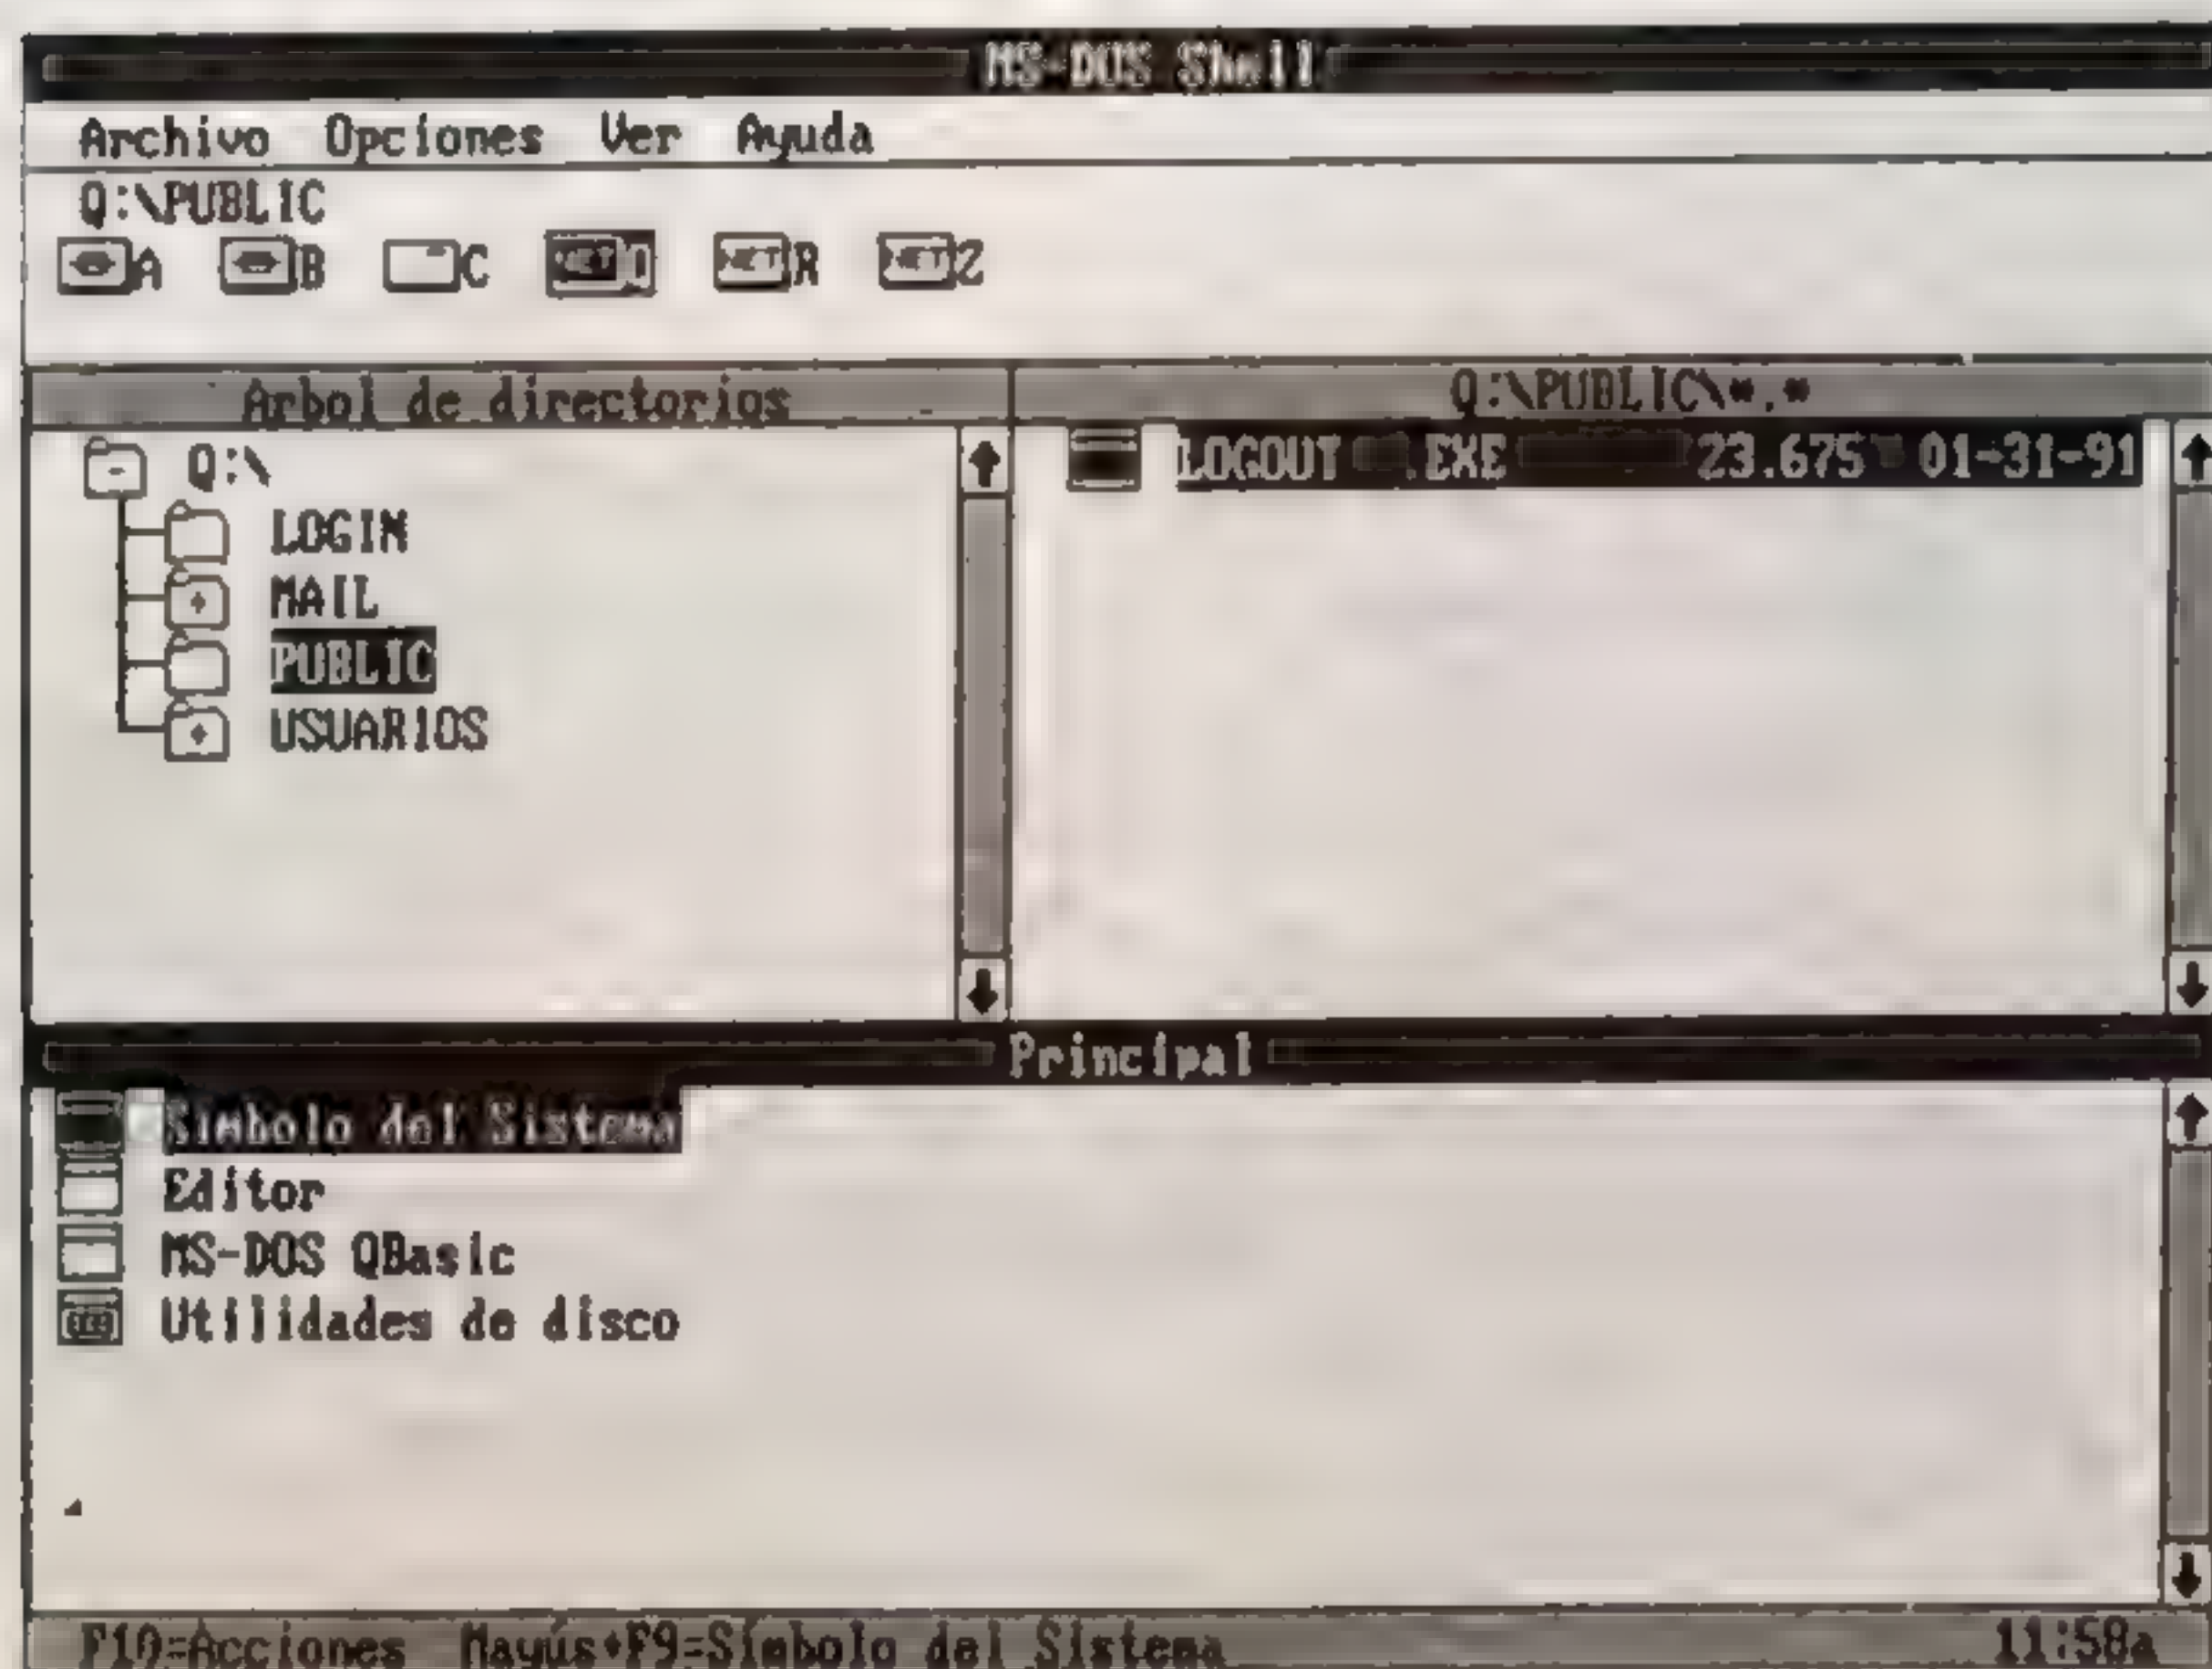 MS-DOS Shell
Archivo Opciones Ver Ayuda
Q:\PUBLIC
A B C Q R Z
Arbol de directorios
Q:\PUBLIC\*.*
Q:\
LOGIN
MAIL
PUBLIC
USUARIOS
LOGOUT .EXE 23.675 01-31-91
Principal
Símbolo del Sistema
Editor
MS-DOS QBasic
Utilidades de disco
F10=Acciones Mayús+F9=Símbolo del Sistema 11:58a